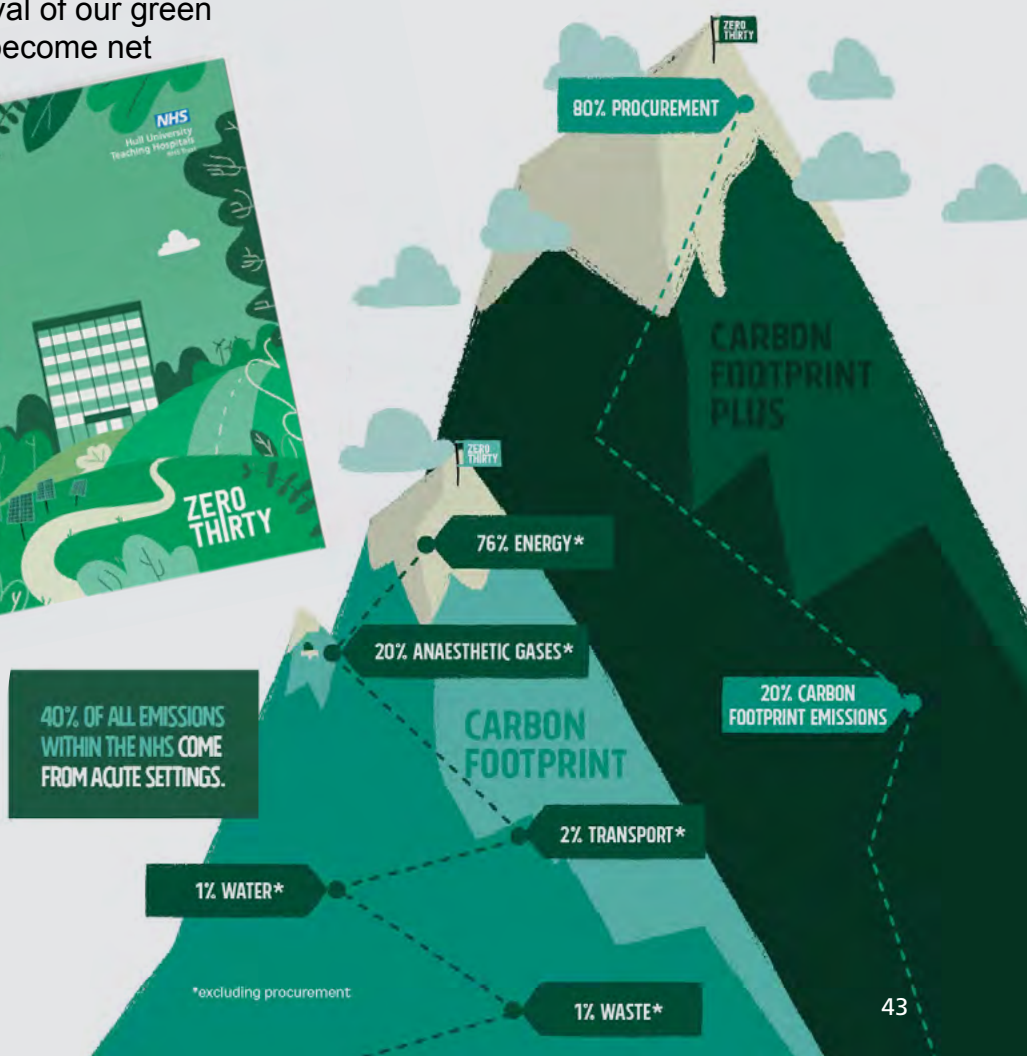 val of our green
become net
NHS
Hull University
Teaching Hospitals
NHS Trust
ZERO
THIRTY
ZERO
THIRTY
80% PROCUREMENT
CARBON
FOOTPRINT
PLUS
ZERO
THIRTY
76% ENERGY*
20% ANAESTHETIC GASES*
40% OF ALL EMISSIONS
WITHIN THE NHS COME
FROM ACUTE SETTINGS.
CARBON
FOOTPRINT
20% CARBON
FOOTPRINT EMISSIONS
2% TRANSPORT*
1% WATER*
*excluding procurement
1% WASTE*
43